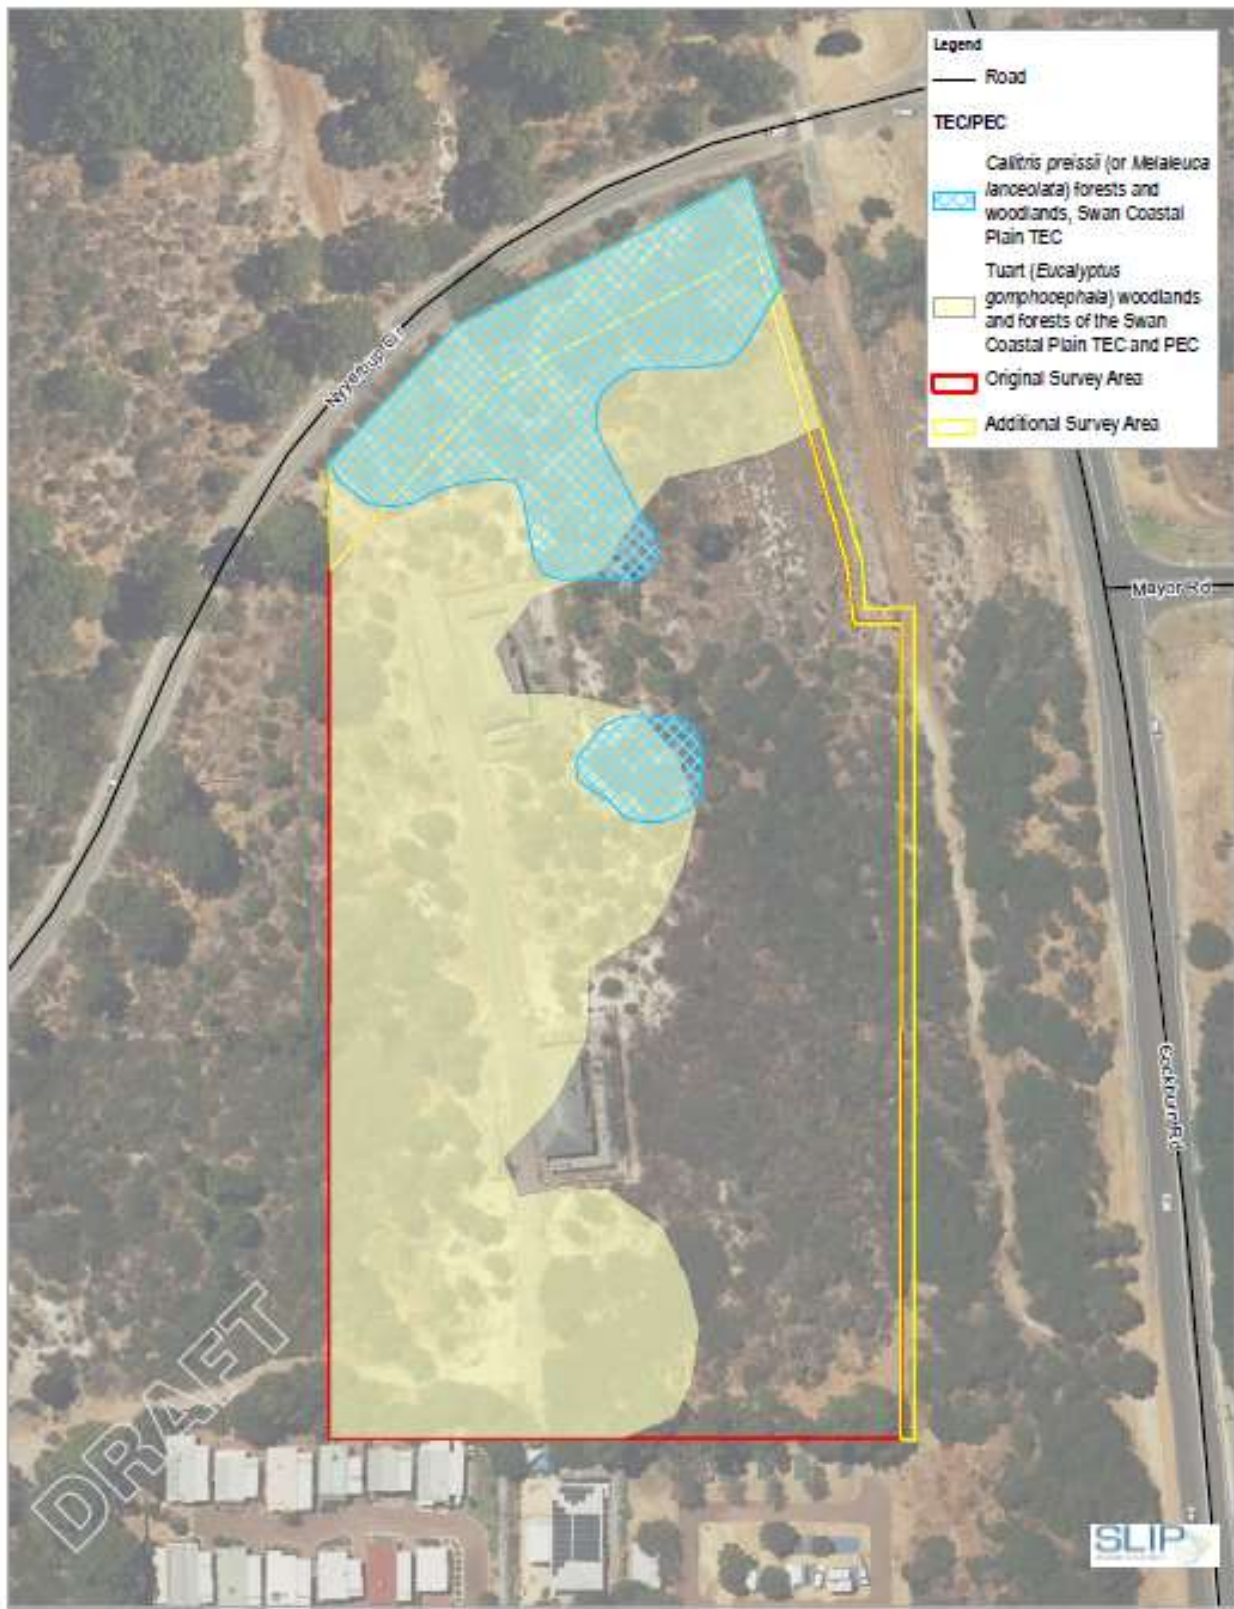 Legend
Road
TEC/PEC
Callitris preissii (or Melaleuca
lanceolata) forests and
woodlands, Swan Coastal
Plain TEC
Tuart (Eucalyptus
gomphocephala) woodlands
and forests of the Swan
Coastal Plain TEC and PEC
Original Survey Area
Additional Survey Area
Nyyerbup Cir
Mayor Rd
Cockburn Rd
DRAFT
SLIP